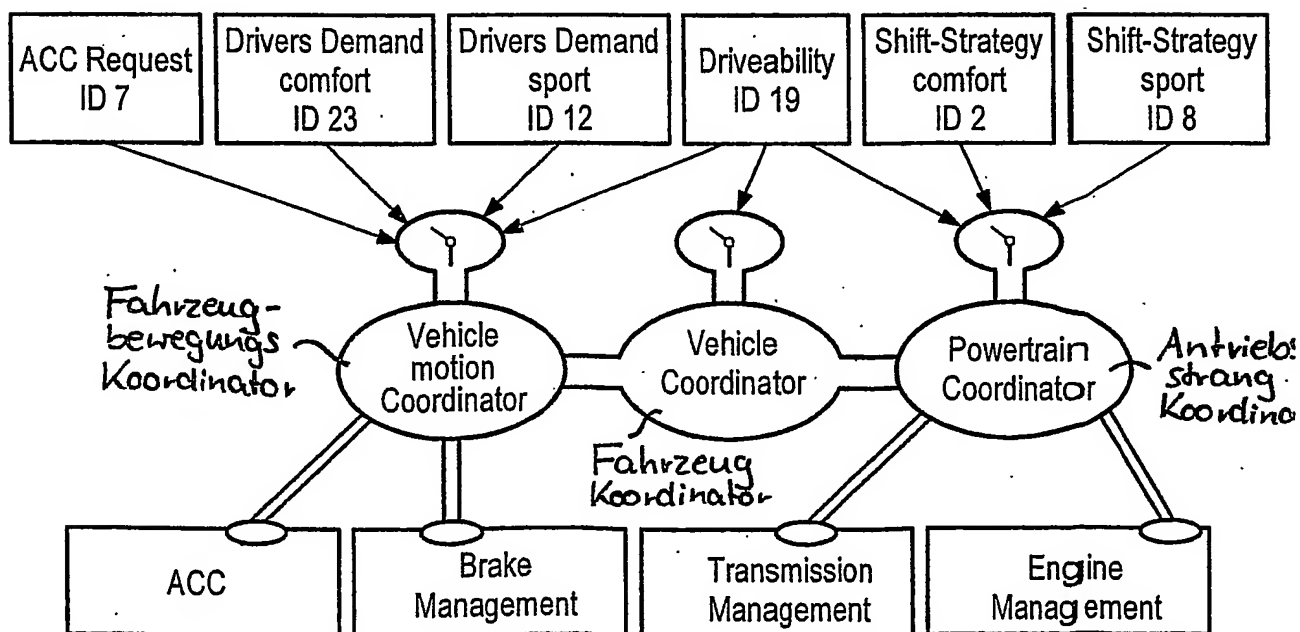 ACC Request
ID 7
Drivers Demand
comfort
ID 23
Drivers Demand
sport
ID 12
Driveability
ID 19
Shift-Strategy
comfort
ID 2
Shift-Strategy
sport
ID 8
Fahrzeug-
bewegungs
Koordinator
Vehicle
motion
Coordinator
Vehicle
Coordinator
Fahrzeug
Koordinator
Powertrain
Coordinator
Antriebs
strang
Koordina
ACC
Brake
Management
Transmission
Management
Engine
Management